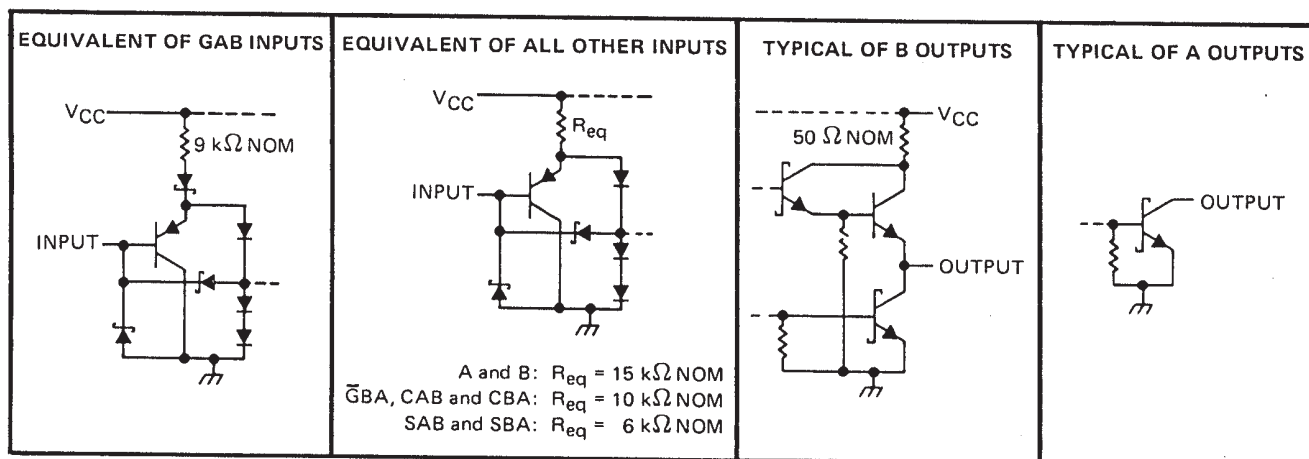 EQUIVALENT OF GAB INPUTS
VCC
9 kΩ NOM
INPUT
EQUIVALENT OF ALL OTHER INPUTS
VCC
Req
INPUT
A and B: Req = 15 kΩ NOM
G̅BA, CAB and CBA: Req = 10 kΩ NOM
SAB and SBA: Req = 6 kΩ NOM
TYPICAL OF B OUTPUTS
VCC
50 Ω NOM
OUTPUT
TYPICAL OF A OUTPUTS
OUTPUT